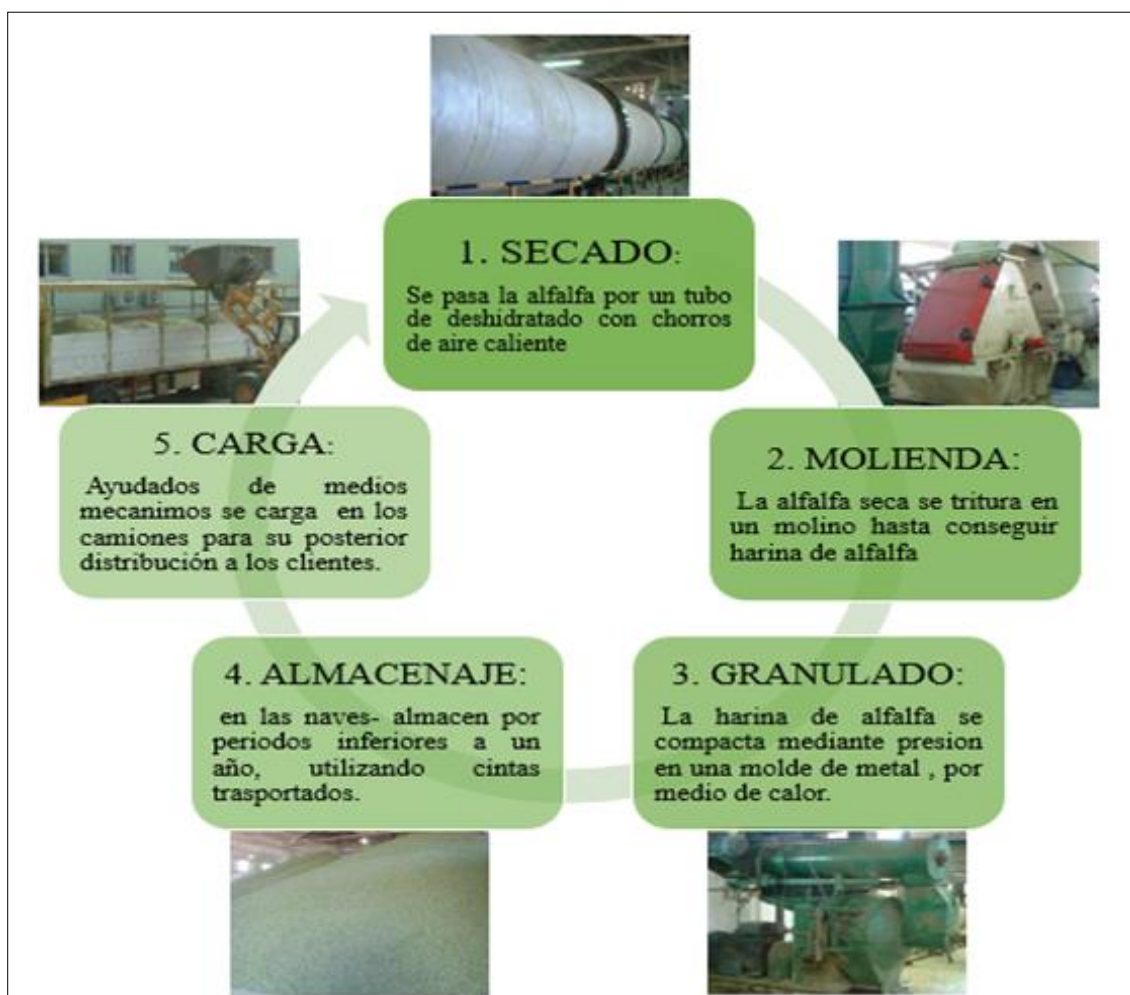 1. SECADO:
Se pasa la alfalfa por un tubo
de deshidratado con chorros
de aire caliente
2. MOLIENDA:
La alfalfa seca se tritura en
un molino hasta conseguir
harina de alfalfa
3. GRANULADO:
La harina de alfalfa se
compacta mediante presion
en una molde de metal , por
medio de calor.
4. ALMACENAJE:
en las naves- almacen por
periodos inferiores a un
año, utilizando cintas
trasportados.
5. CARGA:
Ayudados de medios
mecanimos se carga en los
camiones para su posterior
distribución a los clientes.